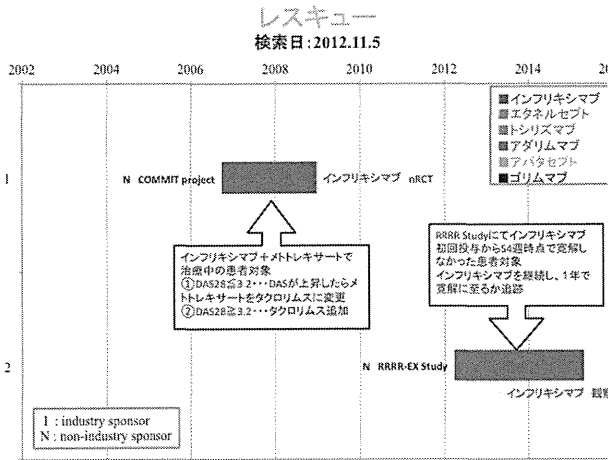 レスキュー
検索日:2012.11.5
2002 2004 2006 2008 2010 2012 2014
インフリキシマブ
エタネルセプト
トシリズマブ
アダリムマブ
アバタセプト
ゴリムマブ
1 N COMMIT project インフリキシマブ nRCT
インフリキシマブ+メトトレキサートで
治療中の患者対象
①DAS28≦3.2・・・DASが上昇したらメ
トトレキサートをタクロリムスに変更
②DAS28≧3.2・・・タクロリムス追加
RRRR Studyにてインフリキシマブ
初回投与から54週時点で寛解し
なかった患者対象
インフリキシマブを継続し、1年で
寛解に至るか追跡
2 N RRRR-EX Study
インフリキシマブ
I : industry sponsor
N : non-industry sponsor